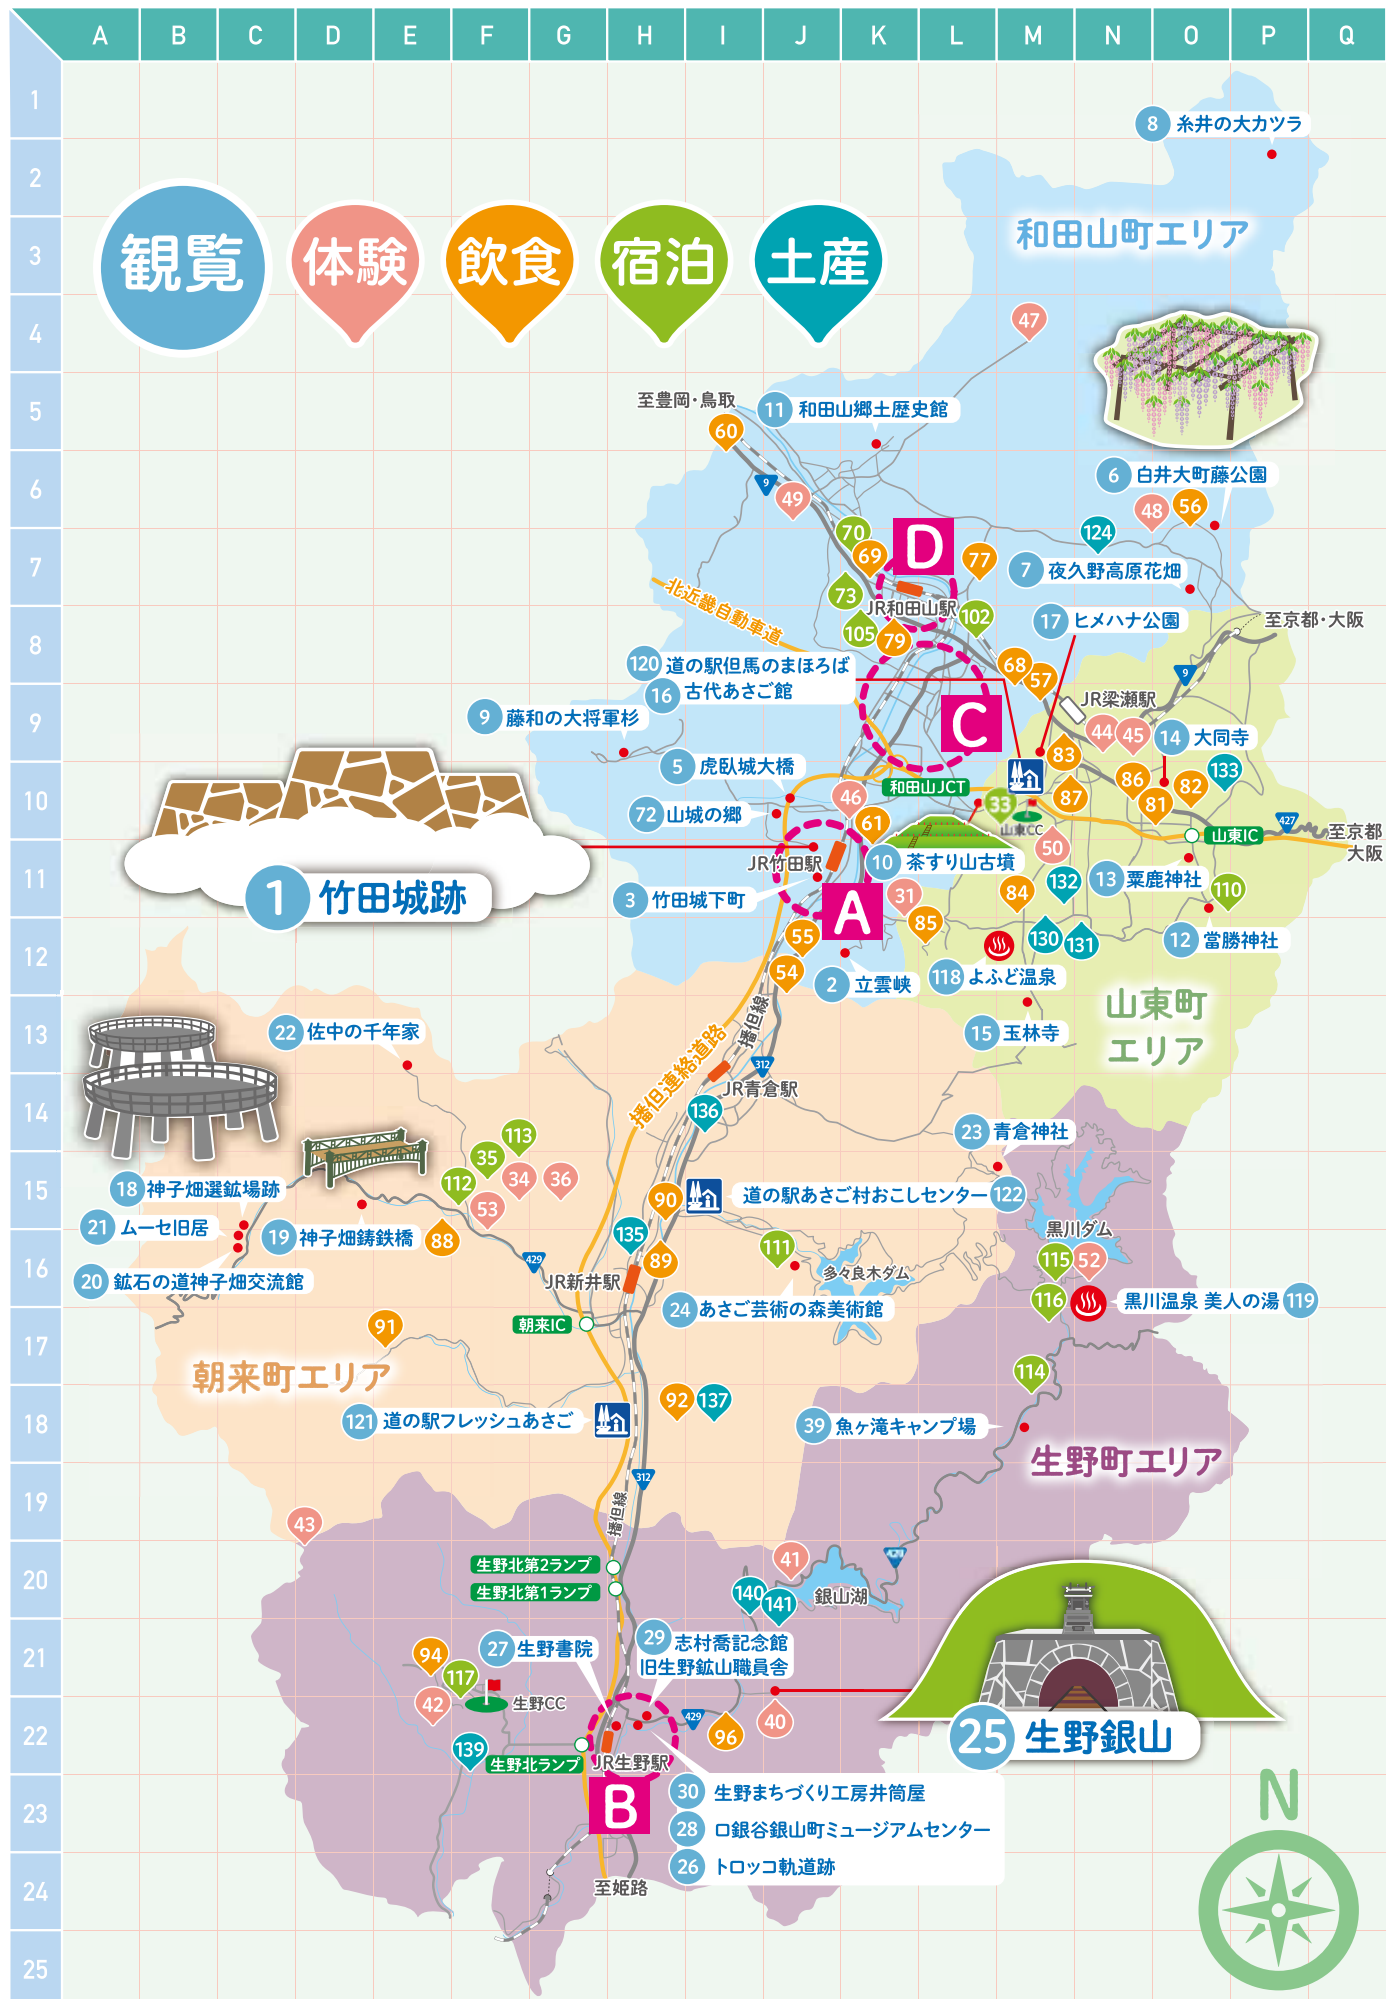 A B C D E F G H I J K L M N O P Q
1
2
3
4
5
6
7
8
9
10
11
12
13
14
15
16
17
18
19
20
21
22
23
24
25
観覧
体験
飲食
宿泊
土産
8 糸井の大カツラ
和田山町エリア
47
至豊岡・鳥取
11 和田山郷土歴史館
60
9
49
6 白井大町藤公園
48
56
70
69
D
77
124
7 夜久野高原花畑
73
JR和田山駅
北近畿自動車道
105
79
102
17 ヒメハナ公園
至京都・大阪
120 道の駅但馬のまほろば
16 古代あさご館
68
57
9
JR梁瀬駅
9 藤和の大将軍杉
C
44
45
14 大同寺
83
5 虎臥城大橋
86
82
133
和田山JCT
46
33
87
81
72 山城の郷
61
山東CC
427
山東IC
至京都
大阪
JR竹田駅
50
10 茶すり山古墳
1 竹田城跡
3 竹田城下町
A
31
84
132
13 粟鹿神社
110
85
55
130
131
12 當勝神社
54
2 立雲峡
118 よふど温泉
山東町
エリア
播但線
22 佐中の千年家
15 玉林寺
播但連絡道路
312
JR青倉駅
136
113
35
34
36
112
53
23 青倉神社
18 神子畑選鉱場跡
90
道の駅あさご村おこしセンター 122
21 ムーセ旧居
19 神子畑鋳鉄橋
88
135
黒川ダム
429
89
111
115
52
20 鉱石の道神子畑交流館
JR新井駅
多々良木ダム
24 あさご芸術の森美術館
116
黒川温泉 美人の湯 119
91
朝来IC
朝来町エリア
114
92
137
121 道の駅フレッシュあさご
39 魚ヶ滝キャンプ場
生野町エリア
312
43
播但線
生野北第2ランプ
41
生野北第1ランプ
140
141
銀山湖
94
27 生野書院
29 志村喬記念館
旧生野鉱山職員舎
117
42
生野CC
429
96
40
25 生野銀山
139
生野北ランプ
JR生野駅
B
30 生野まちづくり工房井筒屋
28 口銀谷銀山町ミュージアムセンター
26 トロッコ軌道跡
至姫路
N